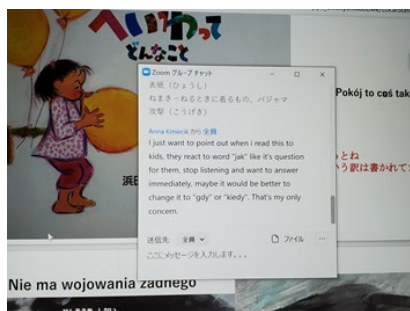 へいわって
どんなこと
Zoom グループ チャット
表紙（ひょうし）
ねまき－ねるときに着るもの、パジャマ
攻撃（こうげき）
Anna Kmiecik から 全員:
I just want to point out when i read this to
kids, they react to word "jak" like it's question
for them, stop listening and want to answer
immediately, maybe it would be better to
change it to "gdy" or "kiedy". That's my only
concern.
送信先: 全員
ファイル
ここにメッセージを入力します。。。
浜田
Pokój to coś tak
っとね
う訳は書かれて
Nie ma wojowania żadnego